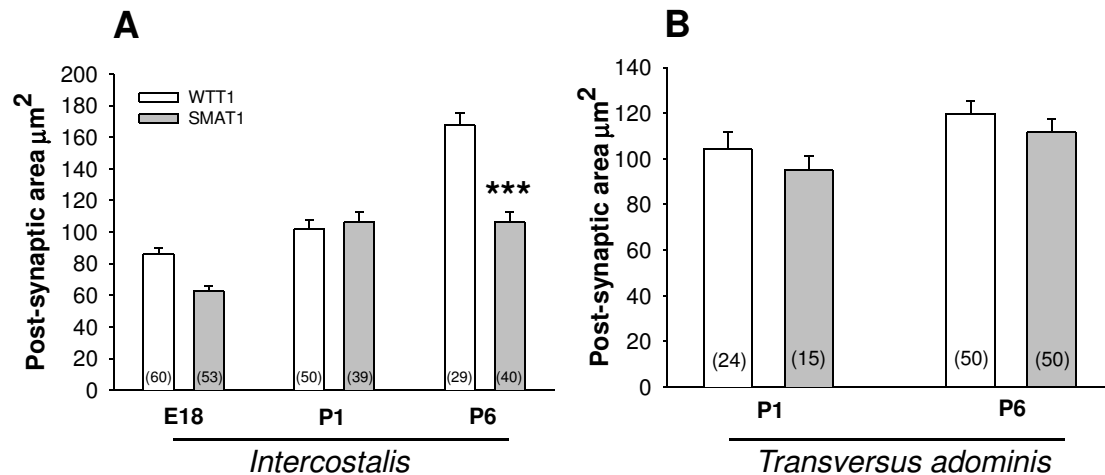 A
Post-synaptic area µm²
200
180
160
140
120
100
80
60
40
20
0
WTT1
SMAT1
***
(60) (53) (50) (39) (29) (40)
E18 P1 P6
Intercostalis
B
Post-synaptic area µm²
140
120
100
80
60
40
20
0
(24) (15) (50) (50)
P1 P6
Transversus adominis